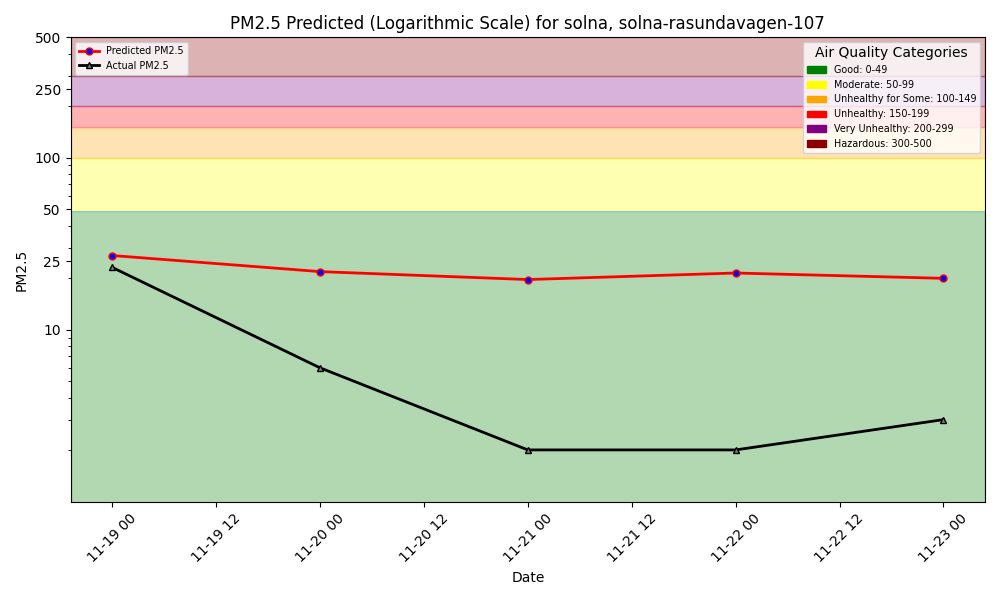 PM2.5 Predicted (Logarithmic Scale) for solna, solna-rasundavagen-107
Predicted PM2.5
Actual PM2.5
Air Quality Categories
Good: 0-49
Moderate: 50-99
Unhealthy for Some: 100-149
Unhealthy: 150-199
Very Unhealthy: 200-299
Hazardous: 300-500
500
250
100
50
25
10
PM2.5
11-19 00
11-19 12
11-20 00
11-20 12
11-21 00
11-21 12
11-22 00
11-22 12
11-23 00
Date